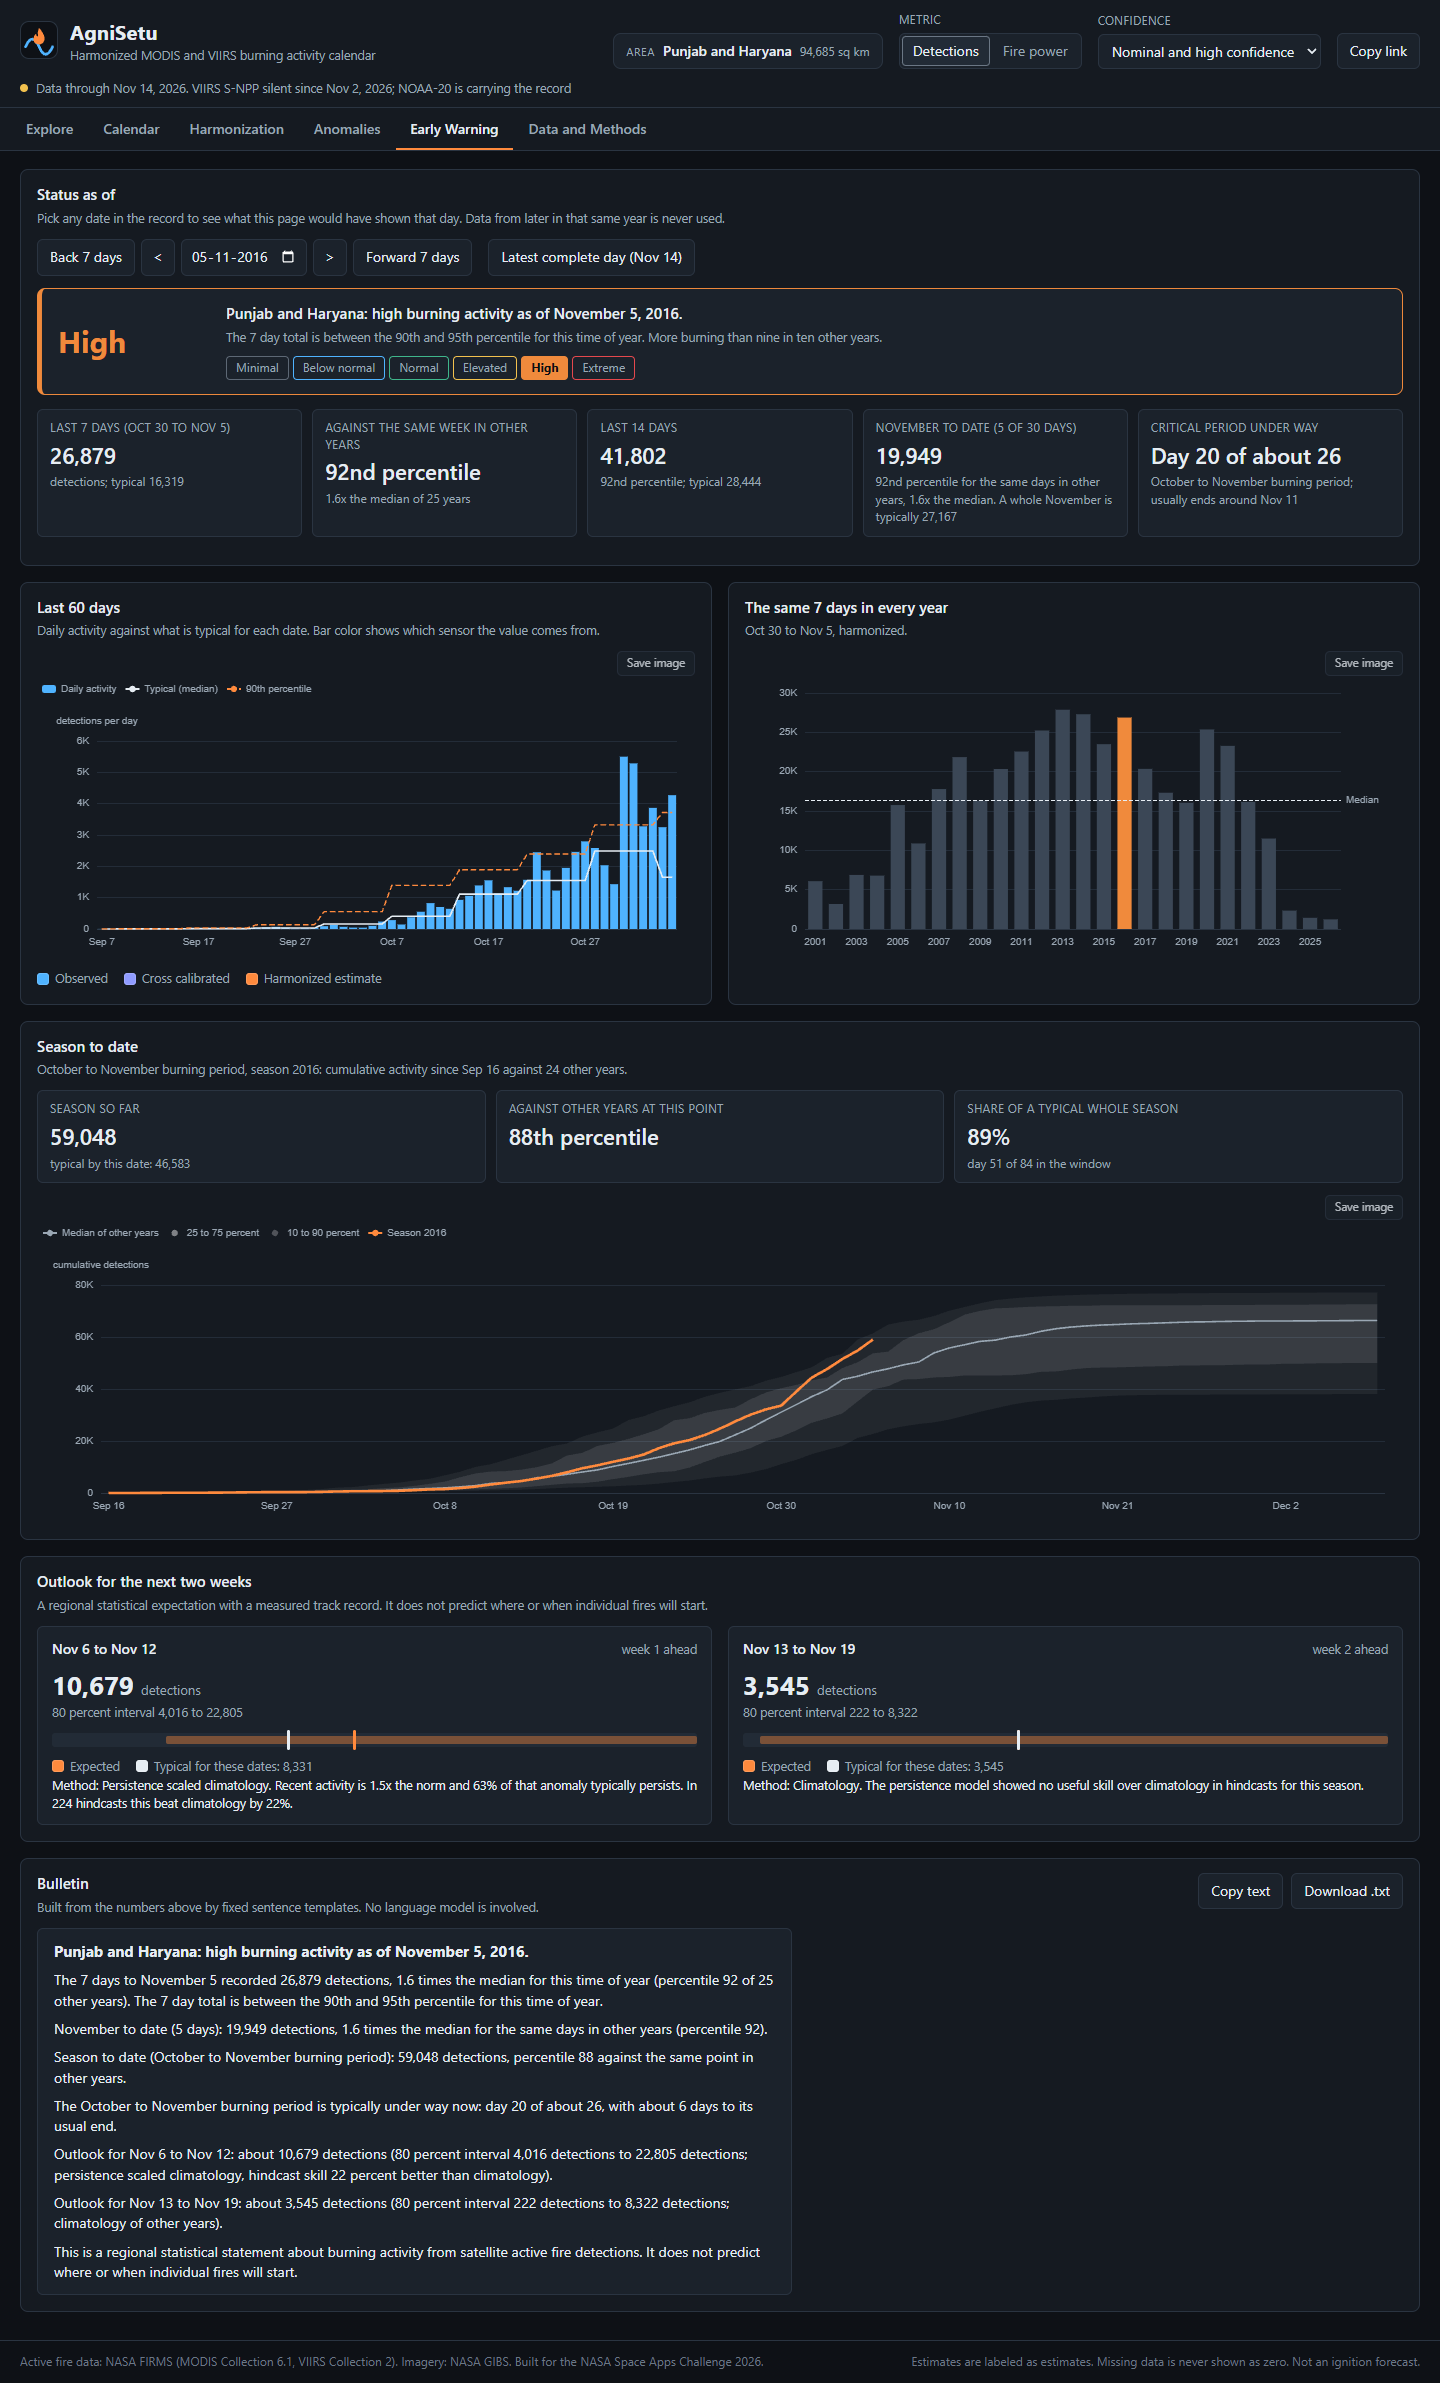 AgniSetu
Harmonized MODIS and VIIRS burning activity calendar
AREA Punjab and Haryana 94,685 sq km
METRIC
Detections Fire power
CONFIDENCE
Nominal and high confidence
Copy link
Data through Nov 14, 2026. VIIRS S-NPP silent since Nov 2, 2026; NOAA-20 is carrying the record
Explore Calendar Harmonization Anomalies Early Warning Data and Methods
Status as of
Pick any date in the record to see what this page would have shown that day. Data from later in that same year is never used.
Back 7 days < 05-11-2016 > Forward 7 days Latest complete day (Nov 14)
High
Punjab and Haryana: high burning activity as of November 5, 2016.
The 7 day total is between the 90th and 95th percentile for this time of year. More burning than nine in ten other years.
Minimal Below normal Normal Elevated High Extreme
LAST 7 DAYS (OCT 30 TO NOV 5)
26,879
detections; typical 16,319
AGAINST THE SAME WEEK IN OTHER
YEARS
92nd percentile
1.6x the median of 25 years
LAST 14 DAYS
41,802
92nd percentile; typical 28,444
NOVEMBER TO DATE (5 OF 30 DAYS)
19,949
92nd percentile for the same days in other
years, 1.6x the median. A whole November is
typically 27,167
CRITICAL PERIOD UNDER WAY
Day 20 of about 26
October to November burning period;
usually ends around Nov 11
Last 60 days
Daily activity against what is typical for each date. Bar color shows which sensor the value comes from.
Save image
Daily activity Typical (median) 90th percentile
detections per day
6K
5K
4K
3K
2K
1K
0
Sep 7 Sep 17 Sep 27 Oct 7 Oct 17 Oct 27
Observed Cross calibrated Harmonized estimate
The same 7 days in every year
Oct 30 to Nov 5, harmonized.
Save image
30K
25K
20K
15K
10K
5K
0
Median
2001 2003 2005 2007 2009 2011 2013 2015 2017 2019 2021 2023 2025
Season to date
October to November burning period, season 2016: cumulative activity since Sep 16 against 24 other years.
SEASON SO FAR
59,048
typical by this date: 46,583
AGAINST OTHER YEARS AT THIS POINT
88th percentile
SHARE OF A TYPICAL WHOLE SEASON
89%
day 51 of 84 in the window
Save image
Median of other years 25 to 75 percent 10 to 90 percent Season 2016
cumulative detections
80K
60K
40K
20K
0
Sep 16 Sep 27 Oct 8 Oct 19 Oct 30 Nov 10 Nov 21 Dec 2
Outlook for the next two weeks
A regional statistical expectation with a measured track record. It does not predict where or when individual fires will start.
Nov 6 to Nov 12 week 1 ahead
10,679 detections
80 percent interval 4,016 to 22,805
Expected Typical for these dates: 8,331
Method: Persistence scaled climatology. Recent activity is 1.5x the norm and 63% of that anomaly typically persists. In
224 hindcasts this beat climatology by 22%.
Nov 13 to Nov 19 week 2 ahead
3,545 detections
80 percent interval 222 to 8,322
Expected Typical for these dates: 3,545
Method: Climatology. The persistence model showed no useful skill over climatology in hindcasts for this season.
Bulletin
Built from the numbers above by fixed sentence templates. No language model is involved.
Copy text Download .txt
Punjab and Haryana: high burning activity as of November 5, 2016.
The 7 days to November 5 recorded 26,879 detections, 1.6 times the median for this time of year (percentile 92 of 25
other years). The 7 day total is between the 90th and 95th percentile for this time of year.
November to date (5 days): 19,949 detections, 1.6 times the median for the same days in other years (percentile 92).
Season to date (October to November burning period): 59,048 detections, percentile 88 against the same point in
other years.
The October to November burning period is typically under way now: day 20 of about 26, with about 6 days to its
usual end.
Outlook for Nov 6 to Nov 12: about 10,679 detections (80 percent interval 4,016 detections to 22,805 detections;
persistence scaled climatology, hindcast skill 22 percent better than climatology).
Outlook for Nov 13 to Nov 19: about 3,545 detections (80 percent interval 222 detections to 8,322 detections;
climatology of other years).
This is a regional statistical statement about burning activity from satellite active fire detections. It does not predict
where or when individual fires will start.
Active fire data: NASA FIRMS (MODIS Collection 6.1, VIIRS Collection 2). Imagery: NASA GIBS. Built for the NASA Space Apps Challenge 2026.
Estimates are labeled as estimates. Missing data is never shown as zero. Not an ignition forecast.